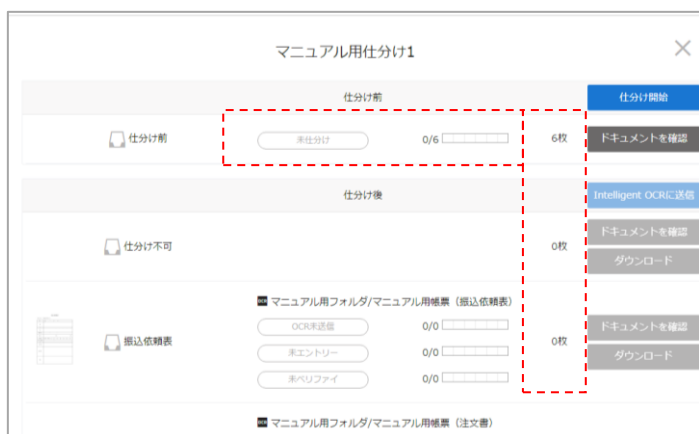 マニュアル用仕分け1
仕分け前
仕分け開始
仕分け前
未仕分け
0/6
6枚
ドキュメントを確認
仕分け後
Intelligent OCRに送信
仕分け不可
0枚
ドキュメントを確認
ダウンロード
マニュアル用フォルダ/マニュアル用帳票（振込依頼表）
振込依頼表
OCR未送信
0/0
未エントリー
0/0
未ベリファイ
0/0
0枚
ドキュメントを確認
ダウンロード
マニュアル用フォルダ/マニュアル用帳票（注文書）